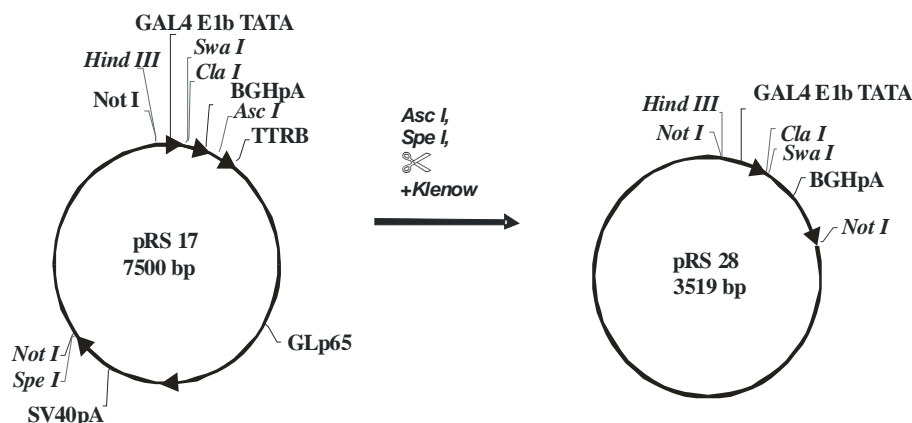 GAL4 E1b TATA
Swa I
Hind III
Cla I
Not I
BGHpA
Asc I
TTRB
pRS 17
7500 bp
GLp65
Not I
Spe I
SV40pA
Asc I,
Spe I,
+Klenow
GAL4 E1b TATA
Hind III
Not I
Cla I
Swa I
BGHpA
Not I
pRS 28
3519 bp